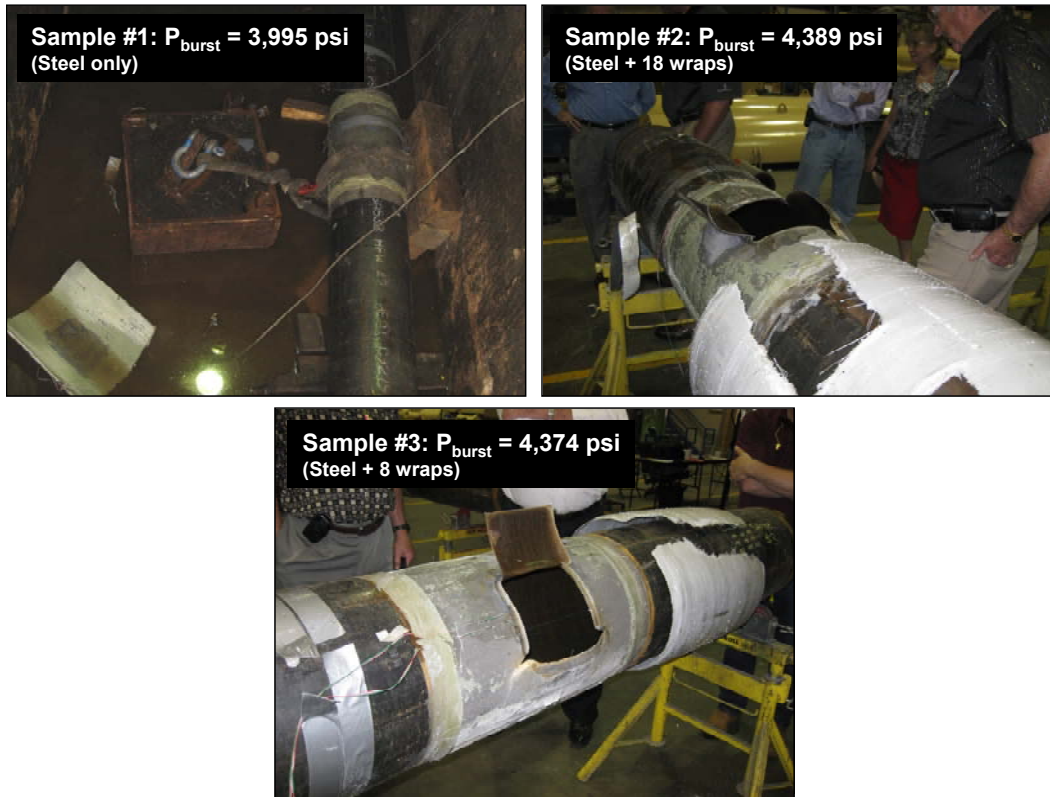 Sample #1: Pburst = 3,995 psi
(Steel only)
Sample #2: Pburst = 4,389 psi
(Steel + 18 wraps)
Sample #3: Pburst = 4,374 psi
(Steel + 8 wraps)